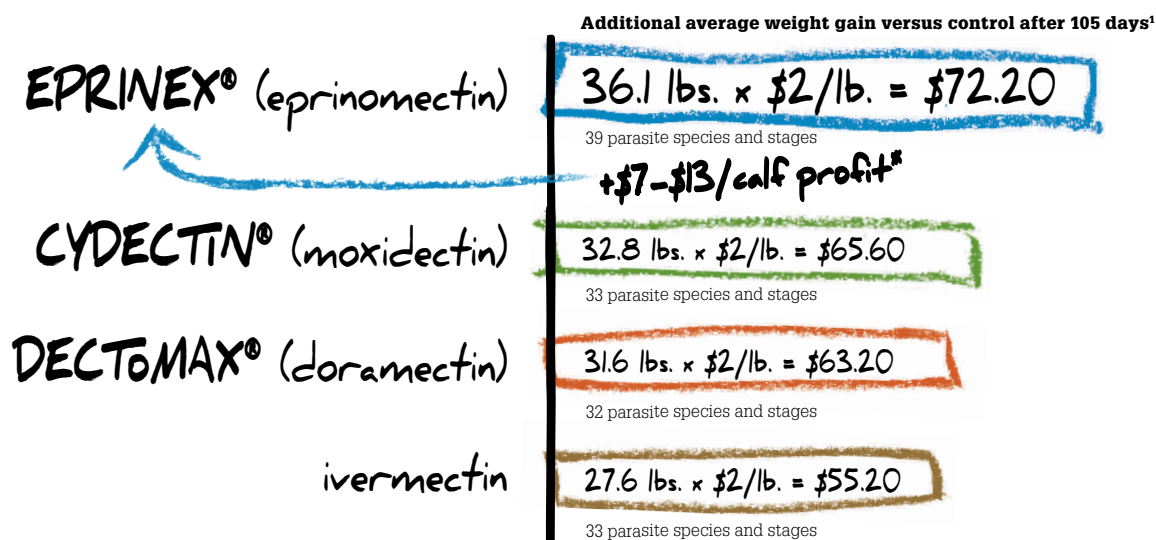 Additional average weight gain versus control after 105 days¹
EPRINEX® (eprinomectin)
36.1 lbs. x $2/lb. = $72.20
39 parasite species and stages
+$7-$13/calf profit*
CYDECTIN® (moxidectin)
32.8 lbs. x $2/lb. = $65.60
33 parasite species and stages
DECToMAX® (doramectin)
31.6 lbs. x $2/lb. = $63.20
32 parasite species and stages
ivermectin
27.6 lbs. x $2/lb. = $55.20
33 parasite species and stages